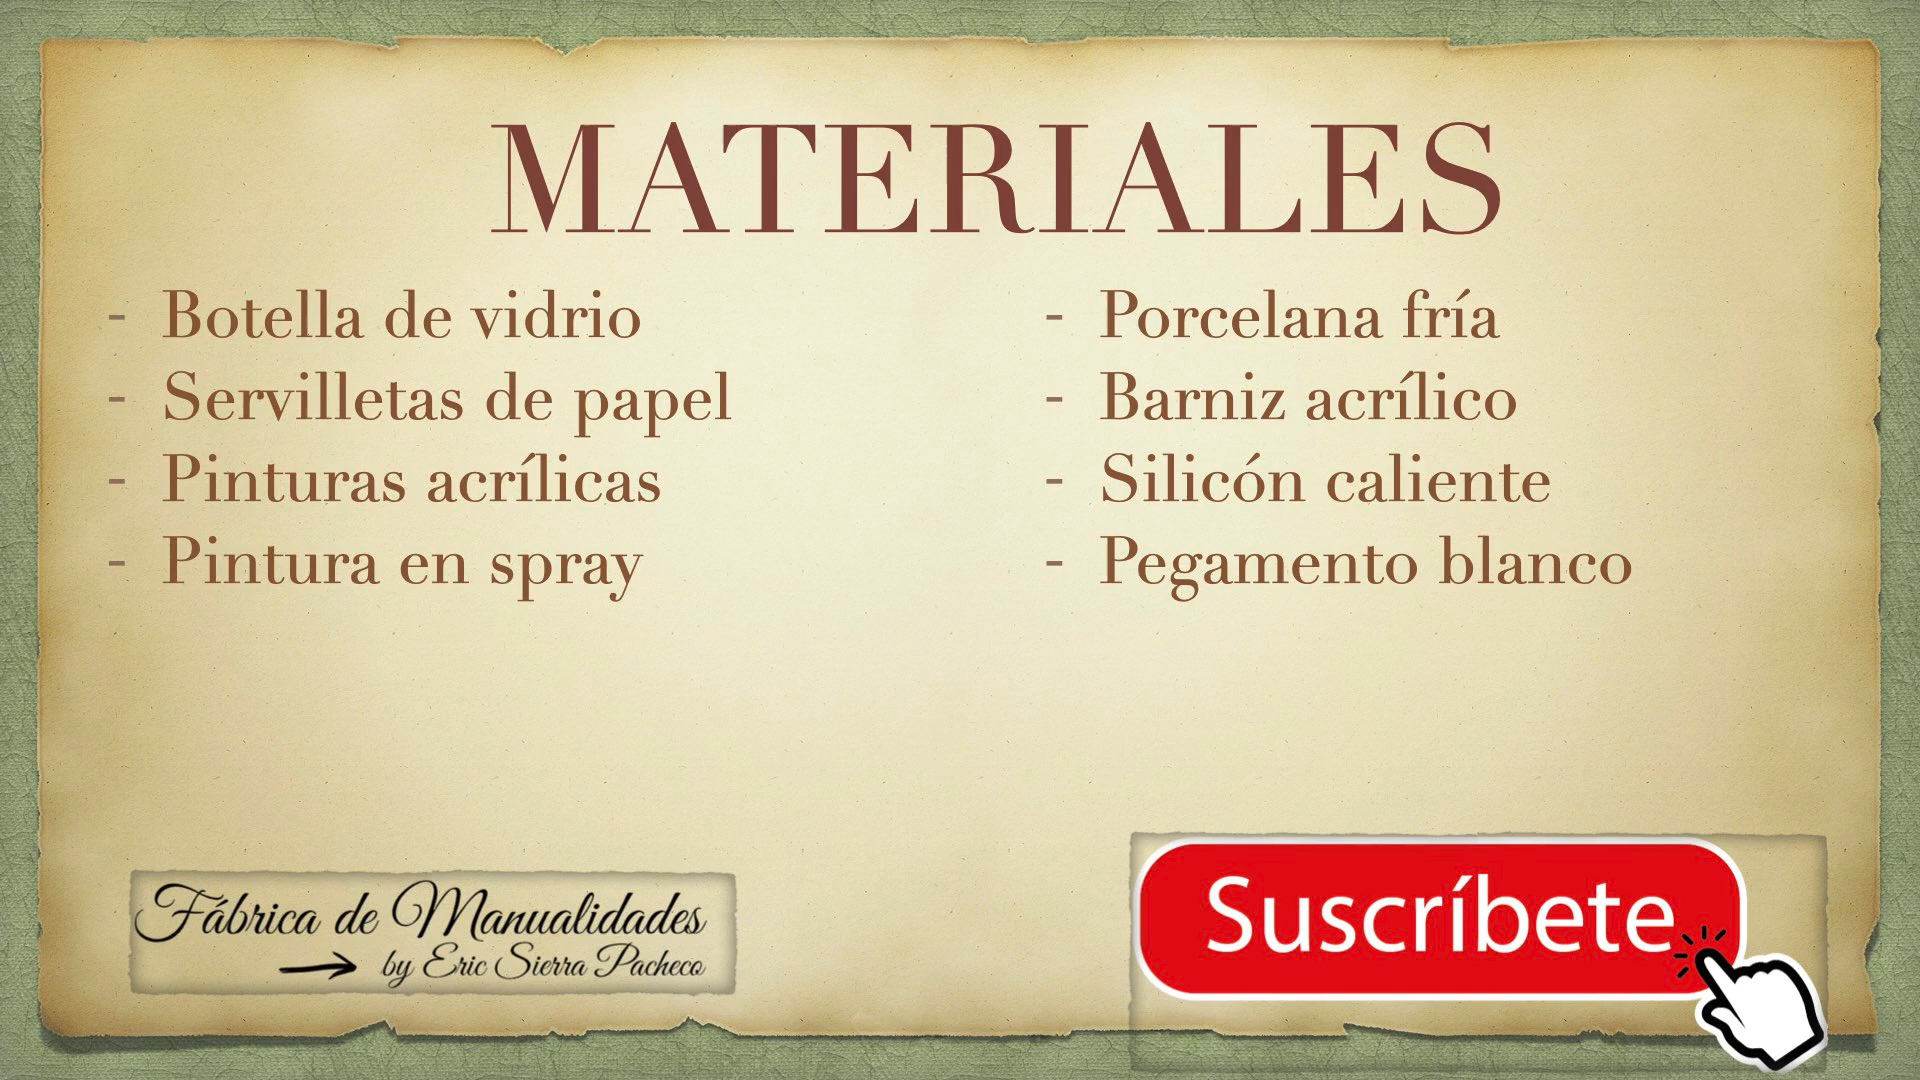 MATERIALES
- Botella de vidrio
- Servilletas de papel
- Pinturas acrílicas
- Pintura en spray
- Porcelana fría
- Barniz acrílico
- Silicón caliente
- Pegamento blanco
Fábrica de Manualidades
by Eric Sierra Pacheco
Suscríbete